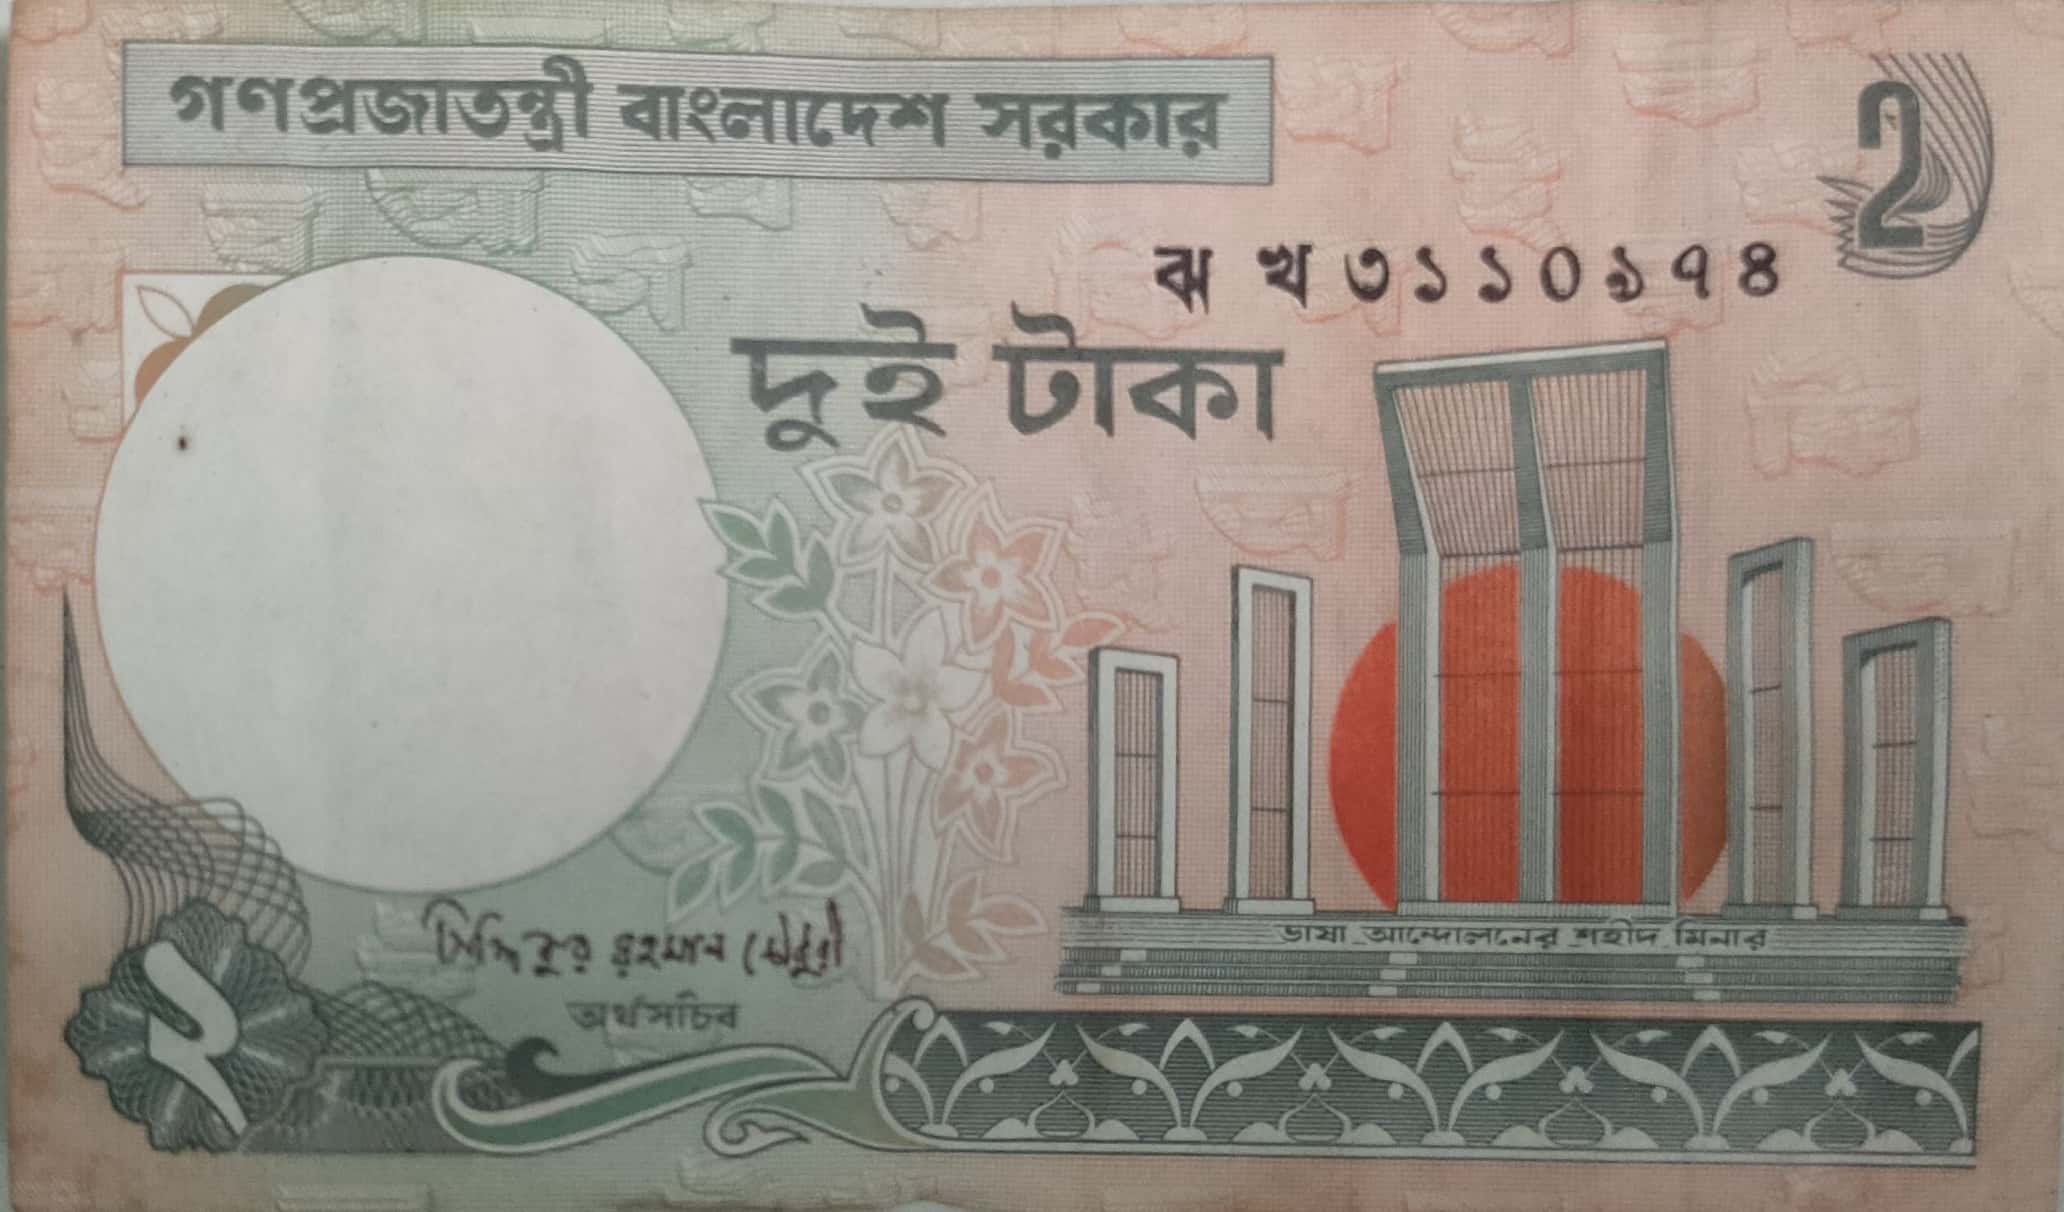 গণপ্রজাতন্ত্রী বাংলাদেশ সরকার
2
ঝ খ ৩১১০৯৭৪
দুই টাকা
ভাষা আন্দোলনের শহীদ মিনার
সিদ্দিকুর রহমান চৌধুরী
অর্থসচিব
২